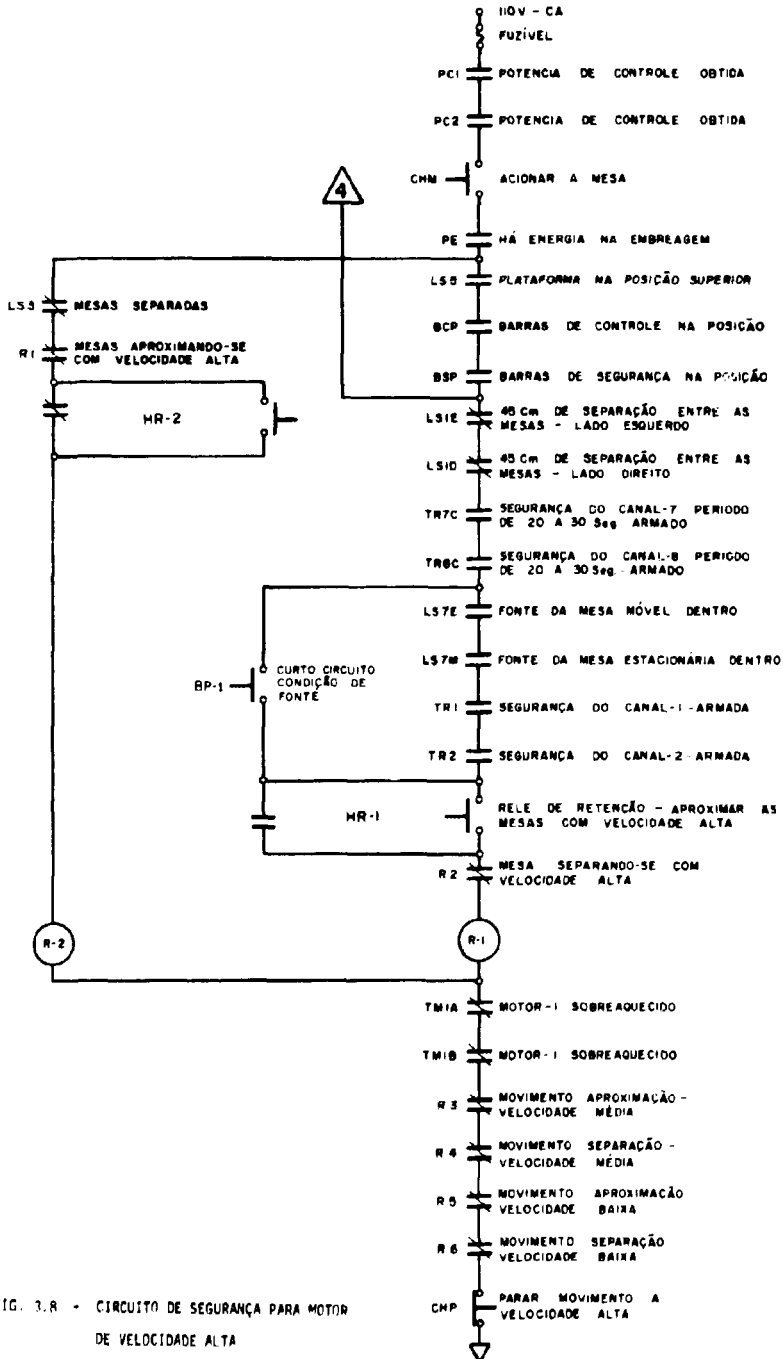 110V - CA
FUZÍVEL
PC1 POTENCIA DE CONTROLE OBTIDA
PC2 POTENCIA DE CONTROLE OBTIDA
CHM ACIONAR A MESA
4
PE HÁ ENERGIA NA EMBREAGEM
LS5 PLATAFORMA NA POSIÇÃO SUPERIOR
LS3 MESAS SEPARADAS
BCP BARRAS DE CONTROLE NA POSIÇÃO
R1 MESAS APROXIMANDO-SE
COM VELOCIDADE ALTA
BSP BARRAS DE SEGURANÇA NA POSIÇÃO
HR-2
LS1E 45 Cm DE SEPARAÇÃO ENTRE AS
MESAS - LADO ESQUERDO
LS1D 45 Cm DE SEPARAÇÃO ENTRE AS
MESAS - LADO DIREITO
TR7C SEGURANÇA DO CANAL-7 PERIODO
DE 20 A 30 Seg ARMADO
TR8C SEGURANÇA DO CANAL-8 PERIODO
DE 20 A 30 Seg. ARMADO
LS7E FONTE DA MESA MÓVEL DENTRO
BP-1 CURTO CIRCUITO
CONDIÇÃO DE
FONTE
LS7M FONTE DA MESA ESTACIONÁRIA DENTRO
TR1 SEGURANÇA DO CANAL-1-ARMADA
TR2 SEGURANÇA DO CANAL-2-ARMADA
HR-1 RELE DE RETENÇÃO - APROXIMAR AS
MESAS COM VELOCIDADE ALTA
R2 MESA SEPARANDO-SE COM
VELOCIDADE ALTA
R-2 R-1
TM1A MOTOR-1 SOBREAQUECIDO
TM1B MOTOR-1 SOBREAQUECIDO
R3 MOVIMENTO APROXIMAÇÃO -
VELOCIDADE MÉDIA
R4 MOVIMENTO SEPARAÇÃO -
VELOCIDADE MÉDIA
R5 MOVIMENTO APROXIMACÃO
VELOCIDADE BAIXA
R6 MOVIMENTO SEPARAÇÃO
VELOCIDADE BAIXA
CHP PARAR MOVIMENTO A
VELOCIDADE ALTA
IG. 3.8 - CIRCUITO DE SEGURANÇA PARA MOTOR
DE VELOCIDADE ALTA